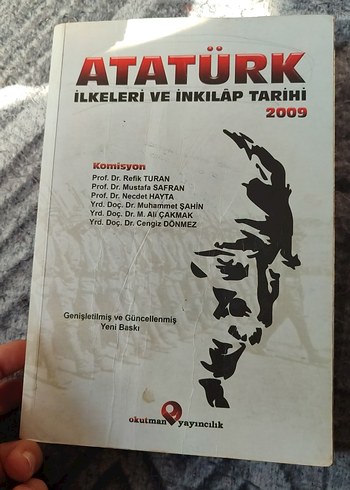 ATATÜRK
İLKELERİ VE İNKILÂP TARİHİ
2009
Komisyon
Prof. Dr. Refik TURAN
Prof. Dr. Mustafa SAFRAN
Prof. Dr. Necdet HAYTA
Yrd. Doç. Dr. Muhammet ŞAHİN
Yrd. Doç. Dr. M. Ali ÇAKMAK
Yrd. Doç. Dr. Cengiz DÖNMEZ
Genişletilmiş ve Güncellenmiş
Yeni Baskı
okutman yayıncılık